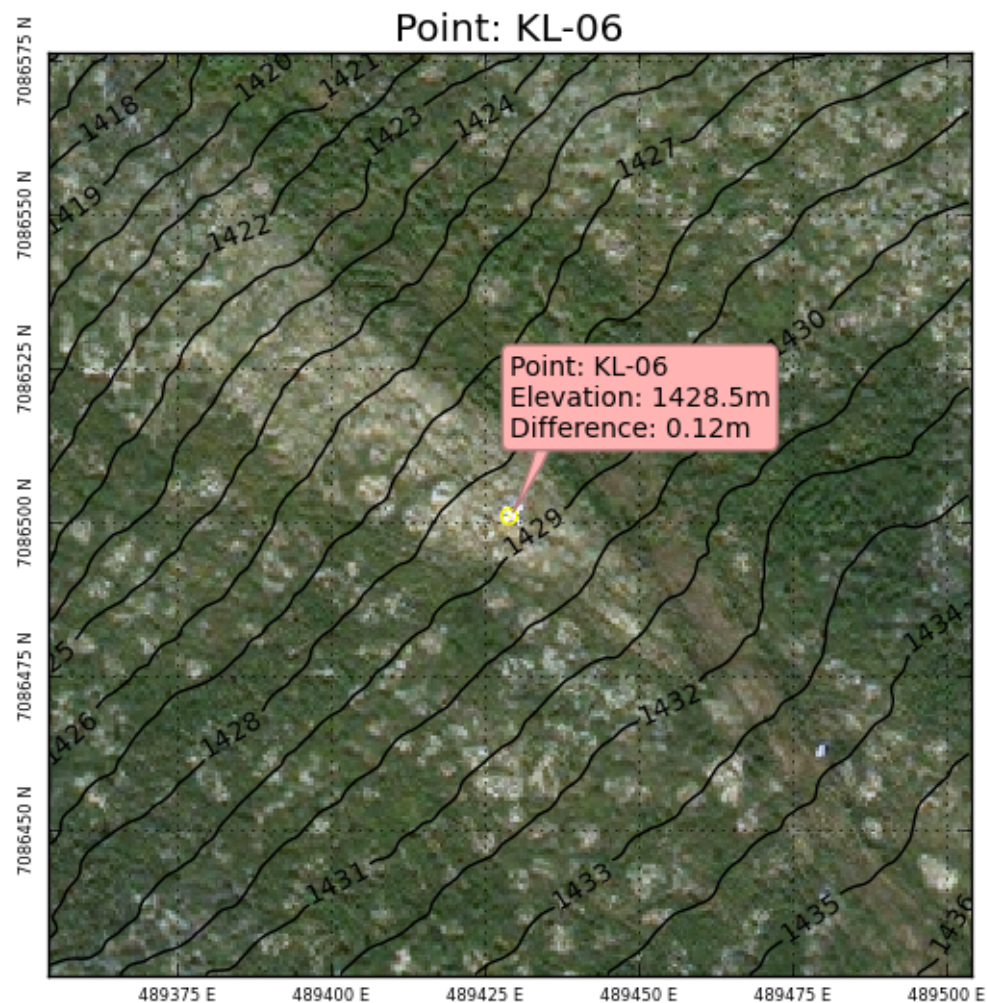 Point: KL-06
7086575 N
7086550 N
7086525 N
7086500 N
7086475 N
7086450 N
1418
1420
1421
1423
1424
1427
1419
1422
1430
Point: KL-06
Elevation: 1428.5m
Difference: 0.12m
1429
25
1434
1426
1428
1432
1431
1433
1435
1436
489375 E
489400 E
489425 E
489450 E
489475 E
489500 E